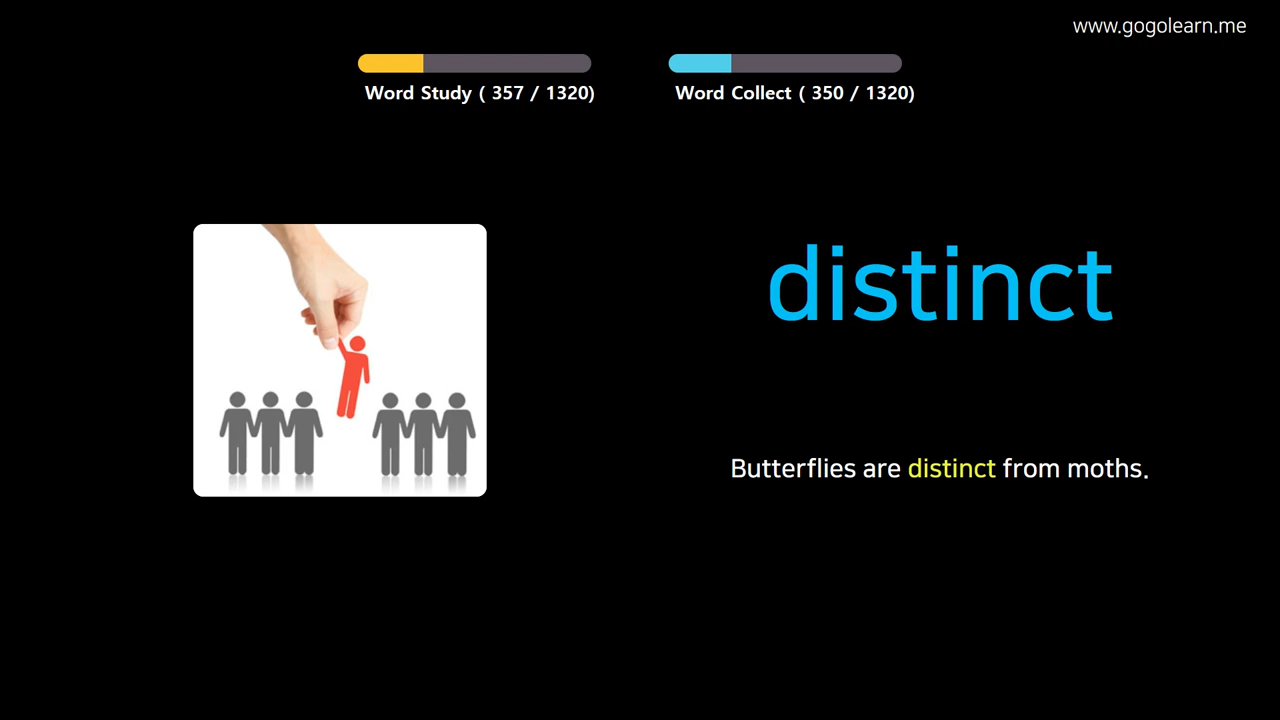 www.gogolearn.me
Word Study ( 357 / 1320)
Word Collect ( 350 / 1320)
distinct
Butterflies are distinct from moths.